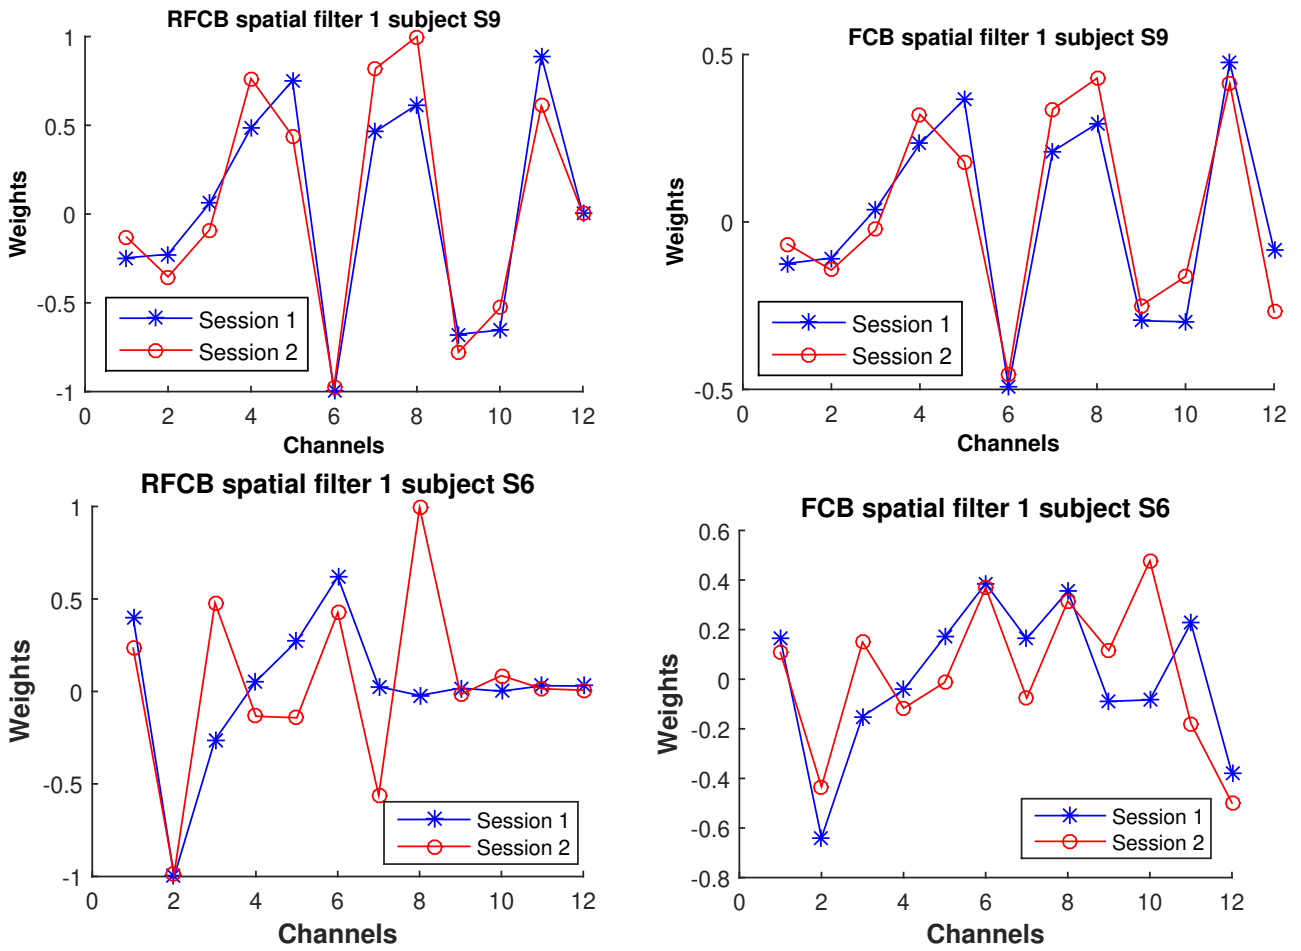 RFCB spatial filter 1 subject S9
1
0.5
0
-0.5
-1
0
2
4
6
8
10
12
Weights
Channels
Session 1
Session 2
FCB spatial filter 1 subject S9
0.5
0
-0.5
0
2
4
6
8
10
12
Weights
Channels
Session 1
Session 2
RFCB spatial filter 1 subject S6
1
0.5
0
-0.5
-1
0
2
4
6
8
10
12
Weights
Channels
Session 1
Session 2
FCB spatial filter 1 subject S6
0.6
0.4
0.2
0
-0.2
-0.4
-0.6
-0.8
0
2
4
6
8
10
12
Weights
Channels
Session 1
Session 2